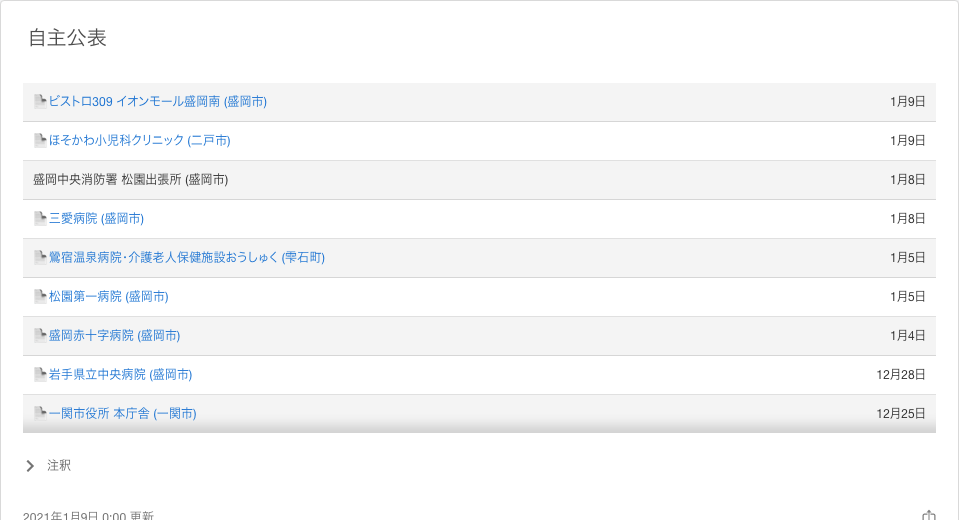 自主公表
ビストロ309 イオンモール盛岡南 (盛岡市) 1月9日
ほそかわ小児科クリニック (二戸市) 1月9日
盛岡中央消防署 松園出張所 (盛岡市) 1月8日
三愛病院 (盛岡市) 1月8日
鶯宿温泉病院・介護老人保健施設おうしゅく (雫石町) 1月5日
松園第一病院 (盛岡市) 1月5日
盛岡赤十字病院 (盛岡市) 1月4日
岩手県立中央病院 (盛岡市) 12月28日
一関市役所 本庁舎 (一関市) 12月25日
注釈
2021年1月9日 0:00 更新